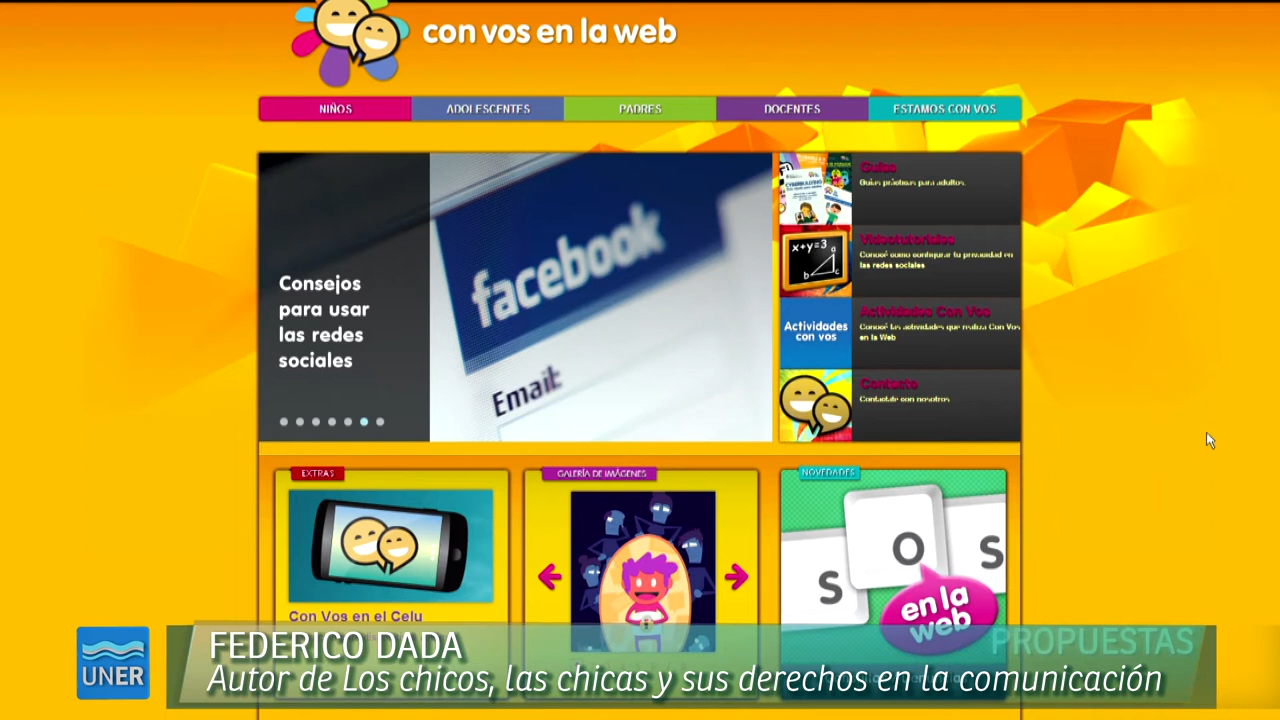 con vos en la web
NIÑOS
ADOLESCENTES
PADRES
DOCENTES
ESTAMOS CON VOS
Consejos
para usar
las redes
sociales
facebook
Email:
CYBERBULLYING
Guías
Guías prácticas para adultos.
x+y=3
a
b
c
Videotutoriales
Conocé como configurar tu privacidad en
las redes sociales
Actividades
con vos
Actividades Con Vos
Conocé las actividades que realiza Con Vos
en la Web
Contacto
Contactate con nosotros
EXTRAS
GALERÍA DE IMÁGENES
NOVEDADES
S
O
S
en la
web
Con Vos en el Celu
PROPUESTAS
UNER
FEDERICO DADA
Autor de Los chicos, las chicas y sus derechos en la comunicación